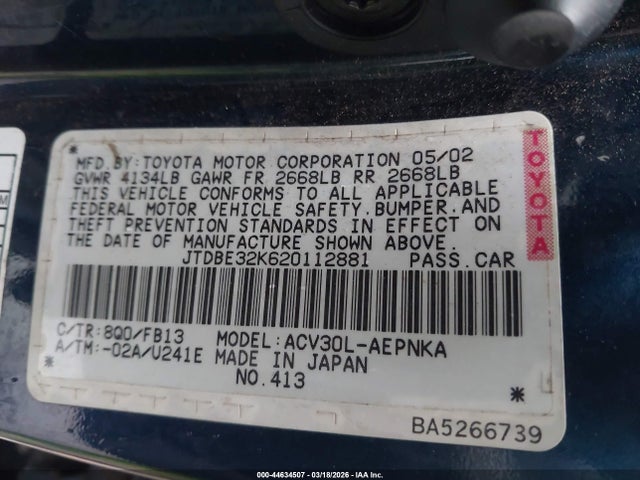 MFD.BY:TOYOTA MOTOR CORPORATION 05/02
GVWR 4134LB GAWR FR 2668LB RR 2668LB
THIS VEHICLE CONFORMS TO ALL APPLICABLE
FEDERAL MOTOR VEHICLE SAFETY,BUMPER,AND
THEFT PREVENTION STANDARDS IN EFFECT ON
THE DATE OF MANUFACTURE SHOWN ABOVE.
JTDBE32K620112881 PASS.CAR
C/TR:8Q0/FB13 MODEL:ACV30L-AEPNKA
A/TM:-02A/U241E MADE IN JAPAN
NO.413
BA5266739
TOYOTA
000-44634507 | 03/18/2026 - IAA Inc.